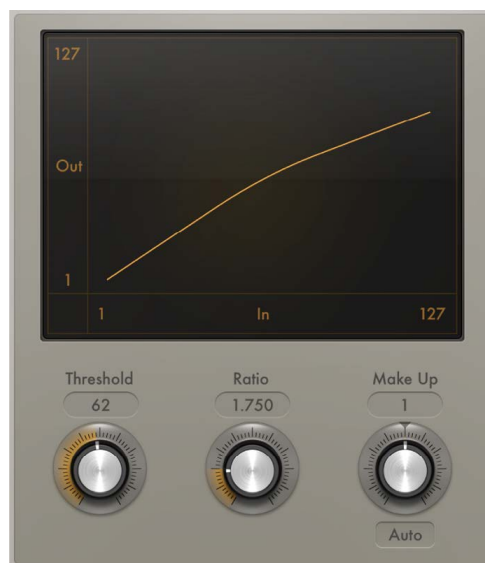 127
Out
1
1 In 127
Threshold Ratio Make Up
62 1.750 1
Auto